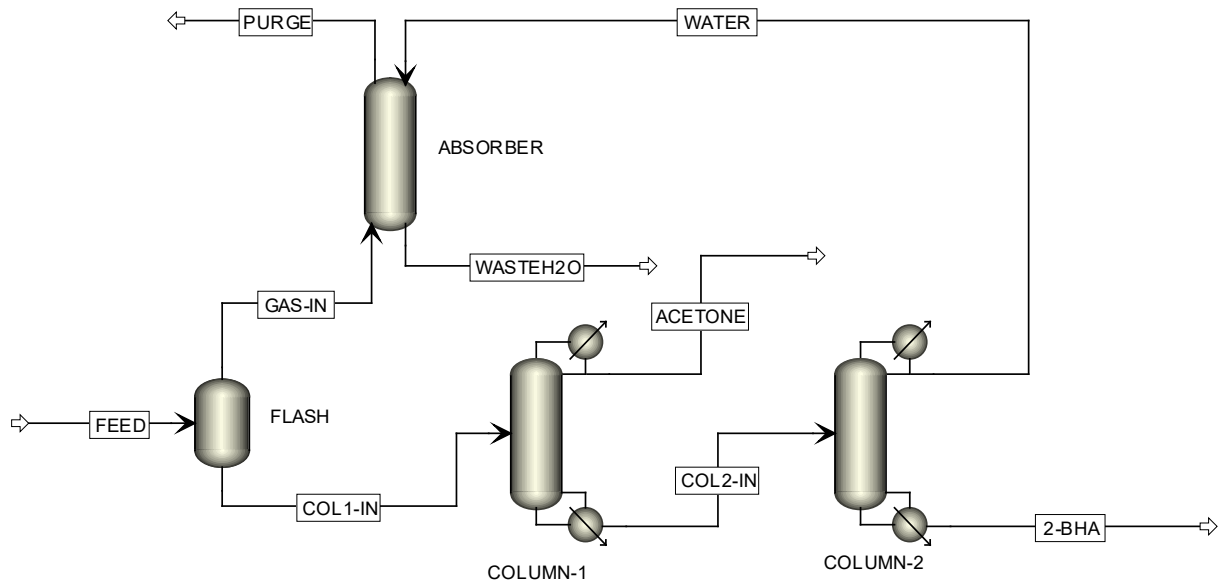 PURGE
WATER
ABSORBER
WASTEH2O
GAS-IN
ACETONE
FEED
FLASH
COL1-IN
COL2-IN
2-BHA
COLUMN-1
COLUMN-2